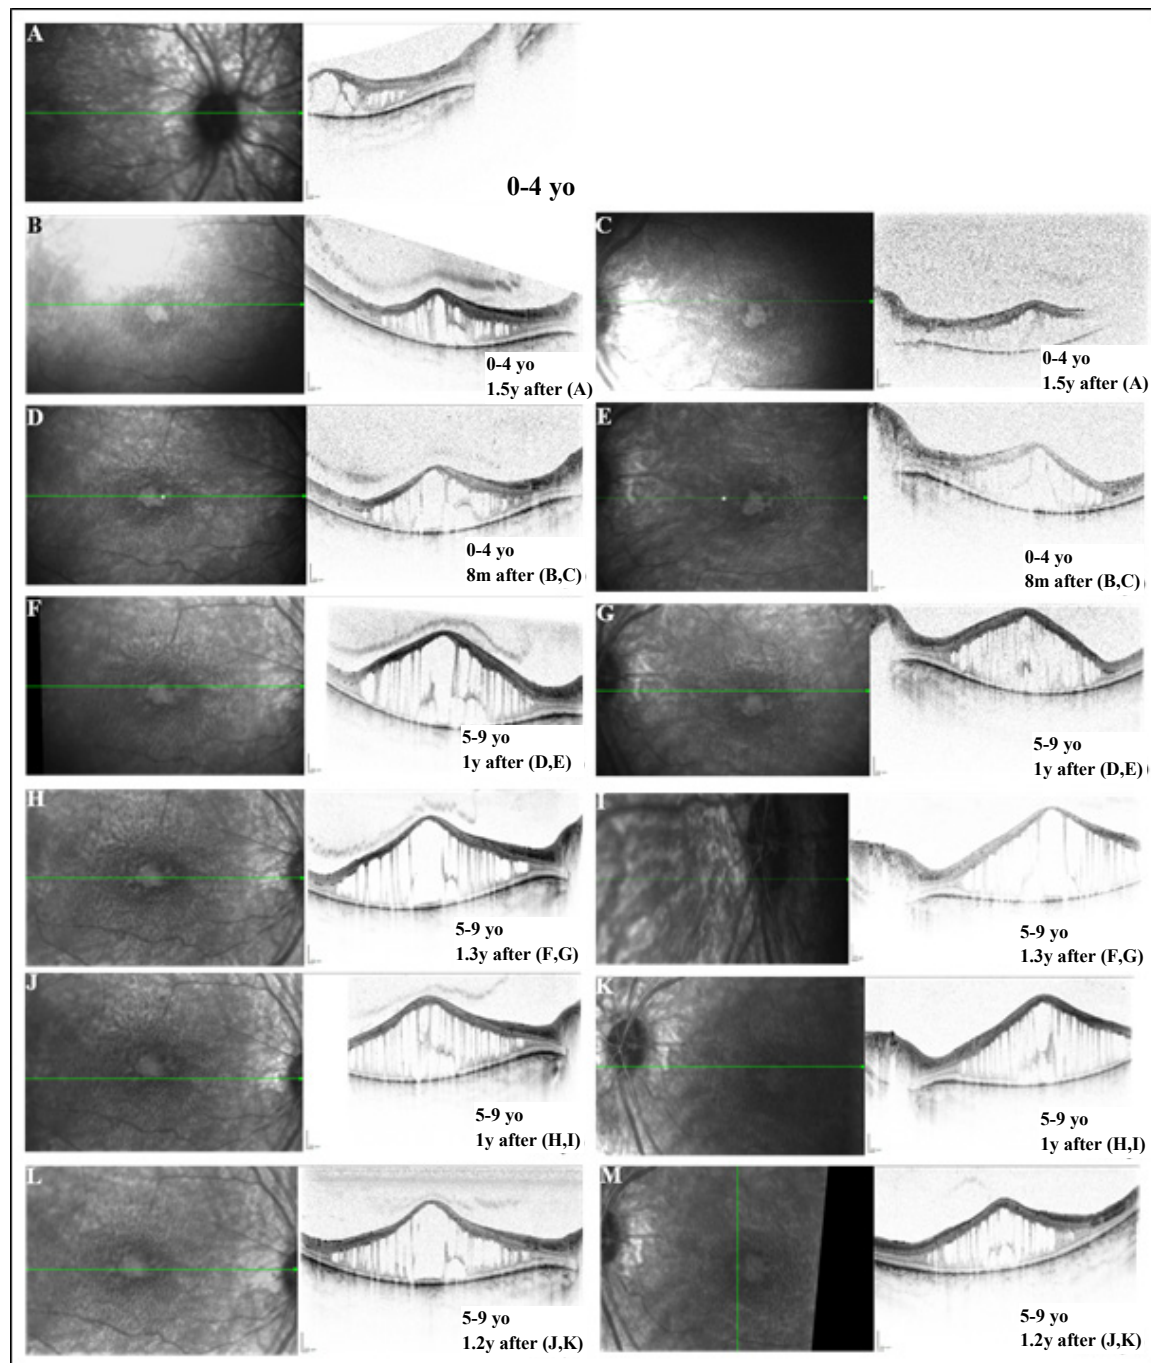 A
0-4 yo
B
0-4 yo
1.5y after (A)
C
0-4 yo
1.5y after (A)
D
0-4 yo
8m after (B,C)
E
0-4 yo
8m after (B,C)
F
5-9 yo
1y after (D,E)
G
5-9 yo
1y after (D,E)
H
5-9 yo
1.3y after (F,G)
I
5-9 yo
1.3y after (F,G)
J
5-9 yo
1y after (H,I)
K
5-9 yo
1y after (H,I)
L
5-9 yo
1.2y after (J,K)
M
5-9 yo
1.2y after (J,K)